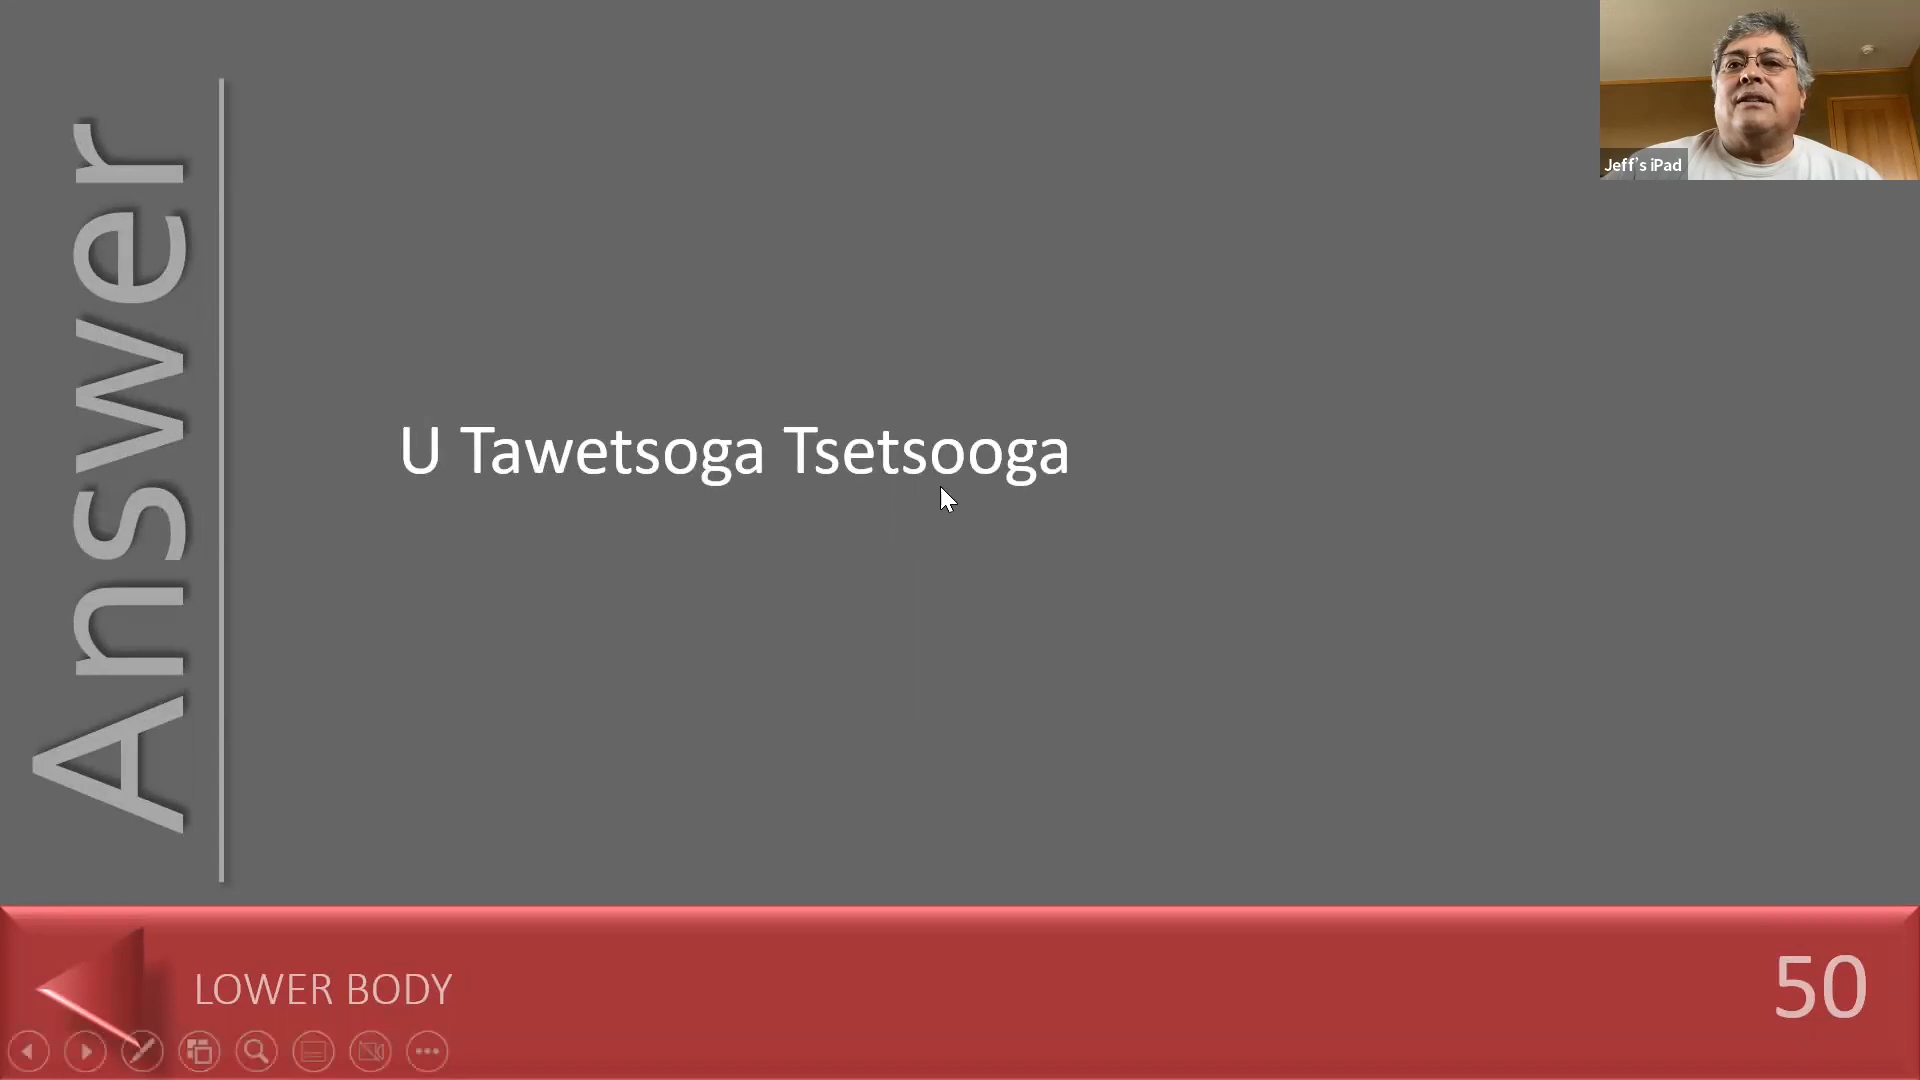 Jeff’s iPad
Answer
U Tawetsoga Tsetsooga
LOWER BODY
50